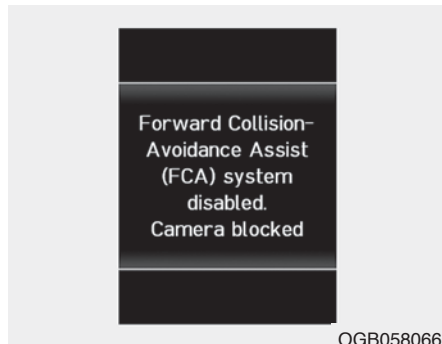 Forward Collision-
Avoidance Assist
(FCA) system
disabled.
Camera blocked
OGB058066